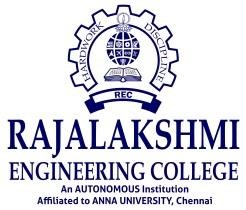 HARDWORK
DISCIPLINE
REC
RAJALAKSHMI
ENGINEERING COLLEGE
An AUTONOMOUS Institution
Affiliated to ANNA UNIVERSITY, Chennai